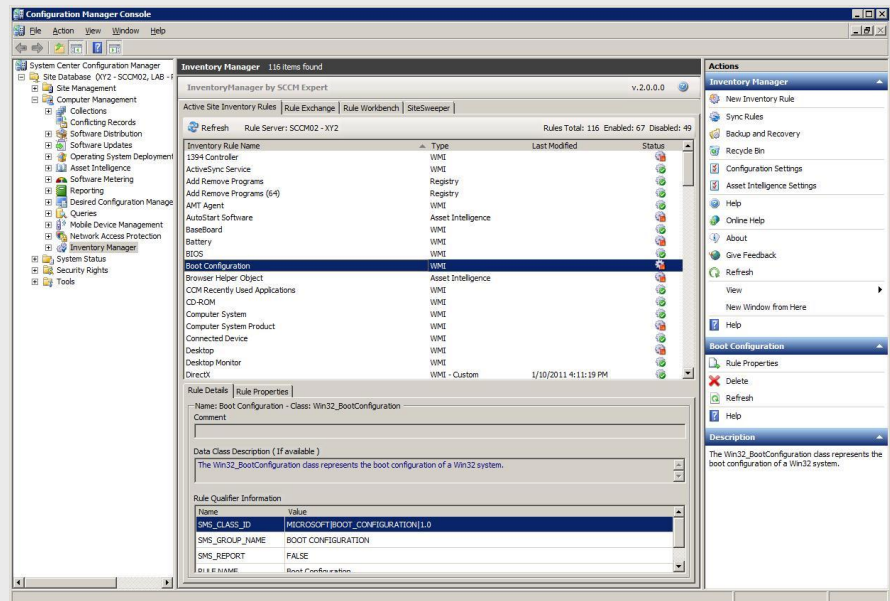 Configuration Manager Console
File Action View Window Help
System Center Configuration Manager
Site Database (XY2 - SCCM02, LAB - F
Site Management
Computer Management
Collections
Conflicting Records
Software Distribution
Software Updates
Operating System Deployment
Asset Intelligence
Software Metering
Reporting
Desired Configuration Manage
Queries
Mobile Device Management
Network Access Protection
Inventory Manager
System Status
Security Rights
Tools
Inventory Manager 116 items found
InventoryManager by SCCM Expert v.2.0.0.0
Active Site Inventory Rules Rule Exchange Rule Workbench SiteSweeper
Refresh Rule Server: SCCM02 - XY2 Rules Total: 116 Enabled: 67 Disabled: 49
Inventory Rule Name Type Last Modified Status
1394 Controller WMI
ActiveSync Service WMI
Add Remove Programs Registry
Add Remove Programs (64) Registry
AMT Agent WMI
AutoStart Software Asset Intelligence
BaseBoard WMI
Battery WMI
BIOS WMI
Boot Configuration WMI
Browser Helper Object Asset Intelligence
CCM Recently Used Applications WMI
CD-ROM WMI
Computer System WMI
Computer System Product WMI
Connected Device WMI
Desktop WMI
Desktop Monitor WMI
DirectX WMI - Custom 1/10/2011 4:11:19 PM
Rule Details Rule Properties
Name: Boot Configuration - Class: Win32_BootConfiguration
Comment
Data Class Description ( If available )
The Win32_BootConfiguration class represents the boot configuration of a Win32 system.
Rule Qualifier Information
Name Value
SMS_CLASS_ID MICROSOFT|BOOT_CONFIGURATION|1.0
SMS_GROUP_NAME BOOT CONFIGURATION
SMS_REPORT FALSE
RULE NAME Boot Configuration
Actions
Inventory Manager
New Inventory Rule
Sync Rules
Backup and Recovery
Recycle Bin
Configuration Settings
Asset Intelligence Settings
Help
Online Help
About
Give Feedback
Refresh
View
New Window from Here
Help
Boot Configuration
Rule Properties
Delete
Refresh
Help
Description
The Win32_BootConfiguration class represents the
boot configuration of a Win32 system.